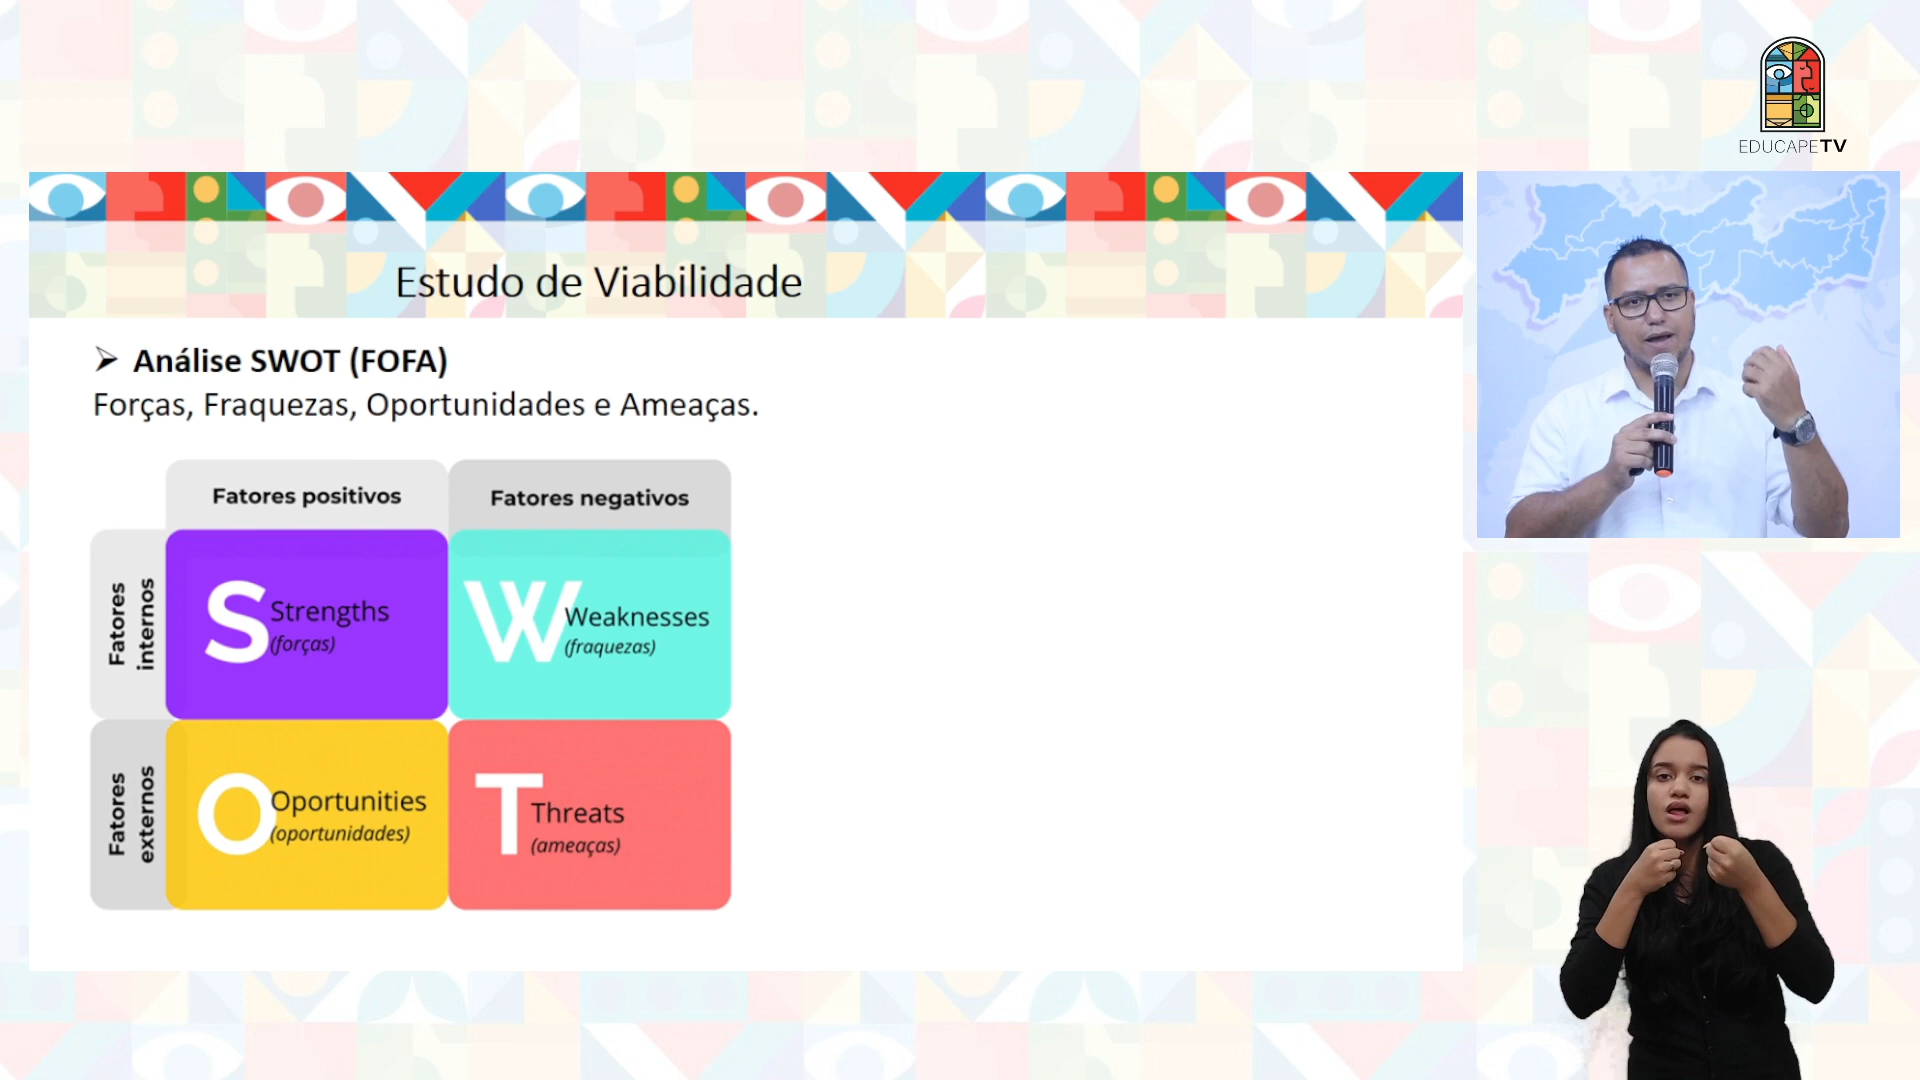 EDUCAPETV
Estudo de Viabilidade
➢ Análise SWOT (FOFA)
Forças, Fraquezas, Oportunidades e Ameaças.
Fatores positivos
Fatores negativos
Fatores
internos
S Strengths
(forças)
W Weaknesses
(fraquezas)
Fatores
externos
O Oportunities
(oportunidades)
T Threats
(ameaças)